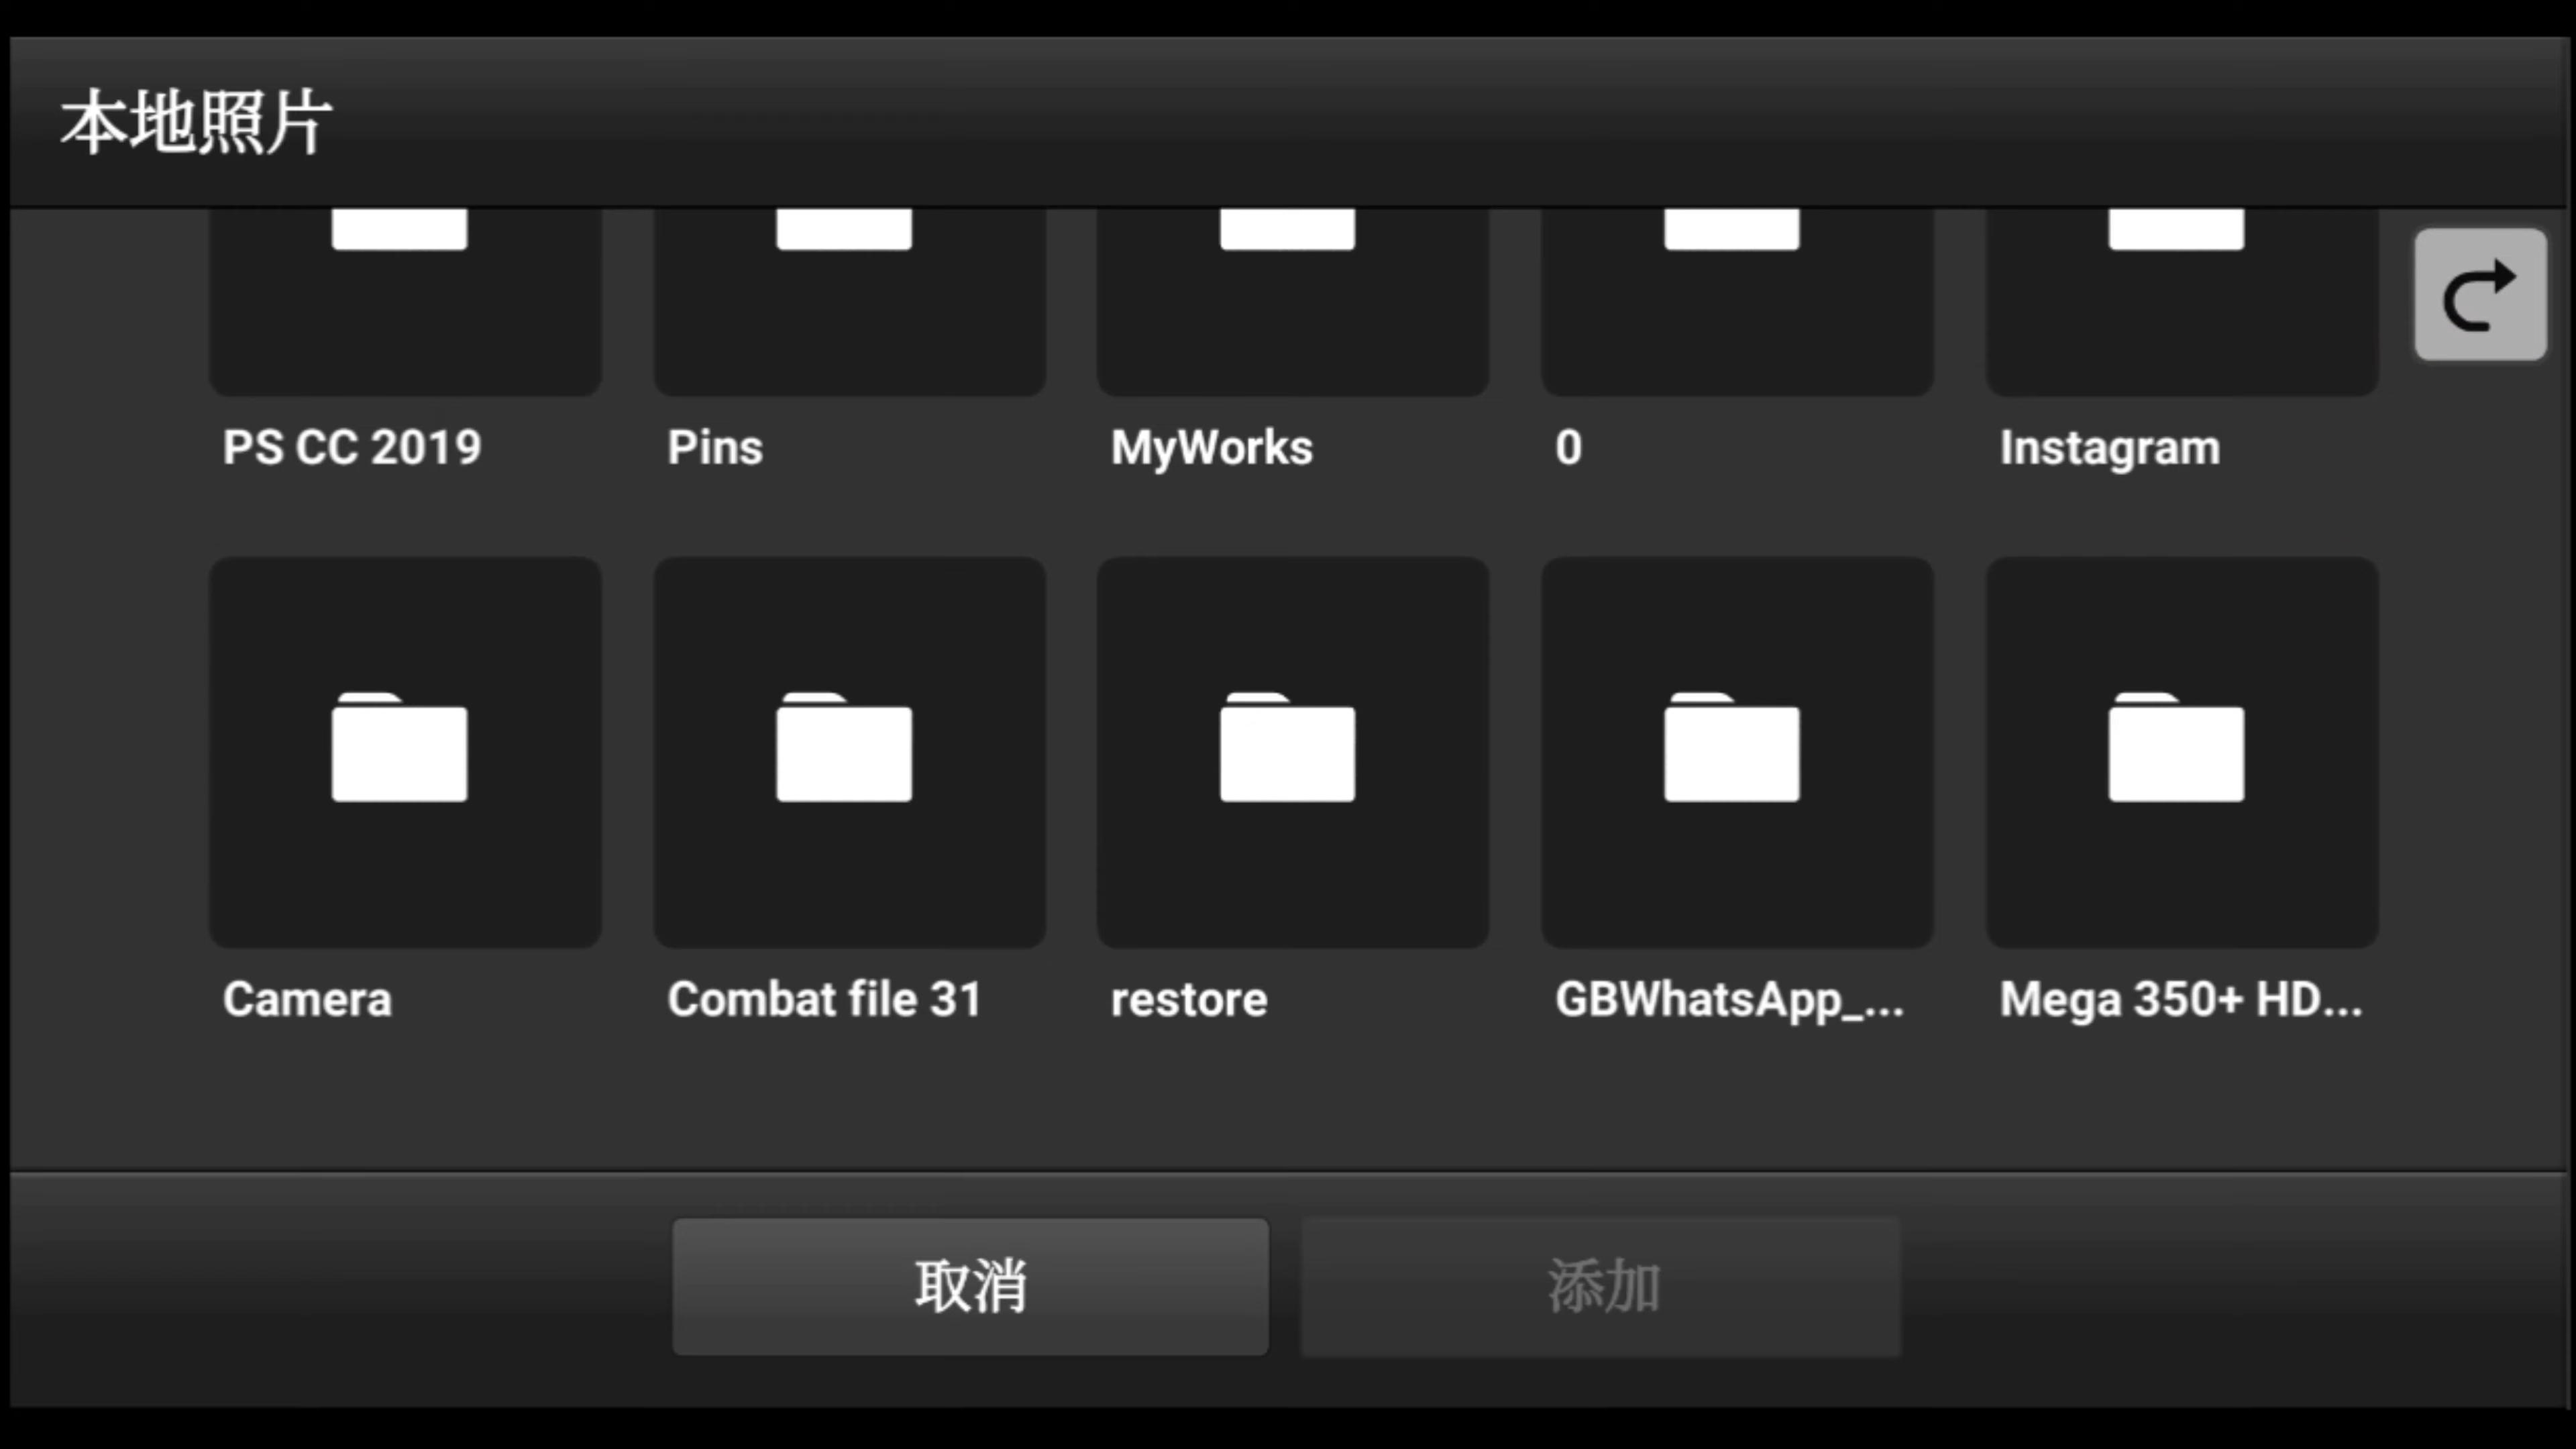 本地照片
PS CC 2019
Pins
MyWorks
0
Instagram
Camera
Combat file 31
restore
GBWhatsApp_...
Mega 350+ HD...
取消
添加